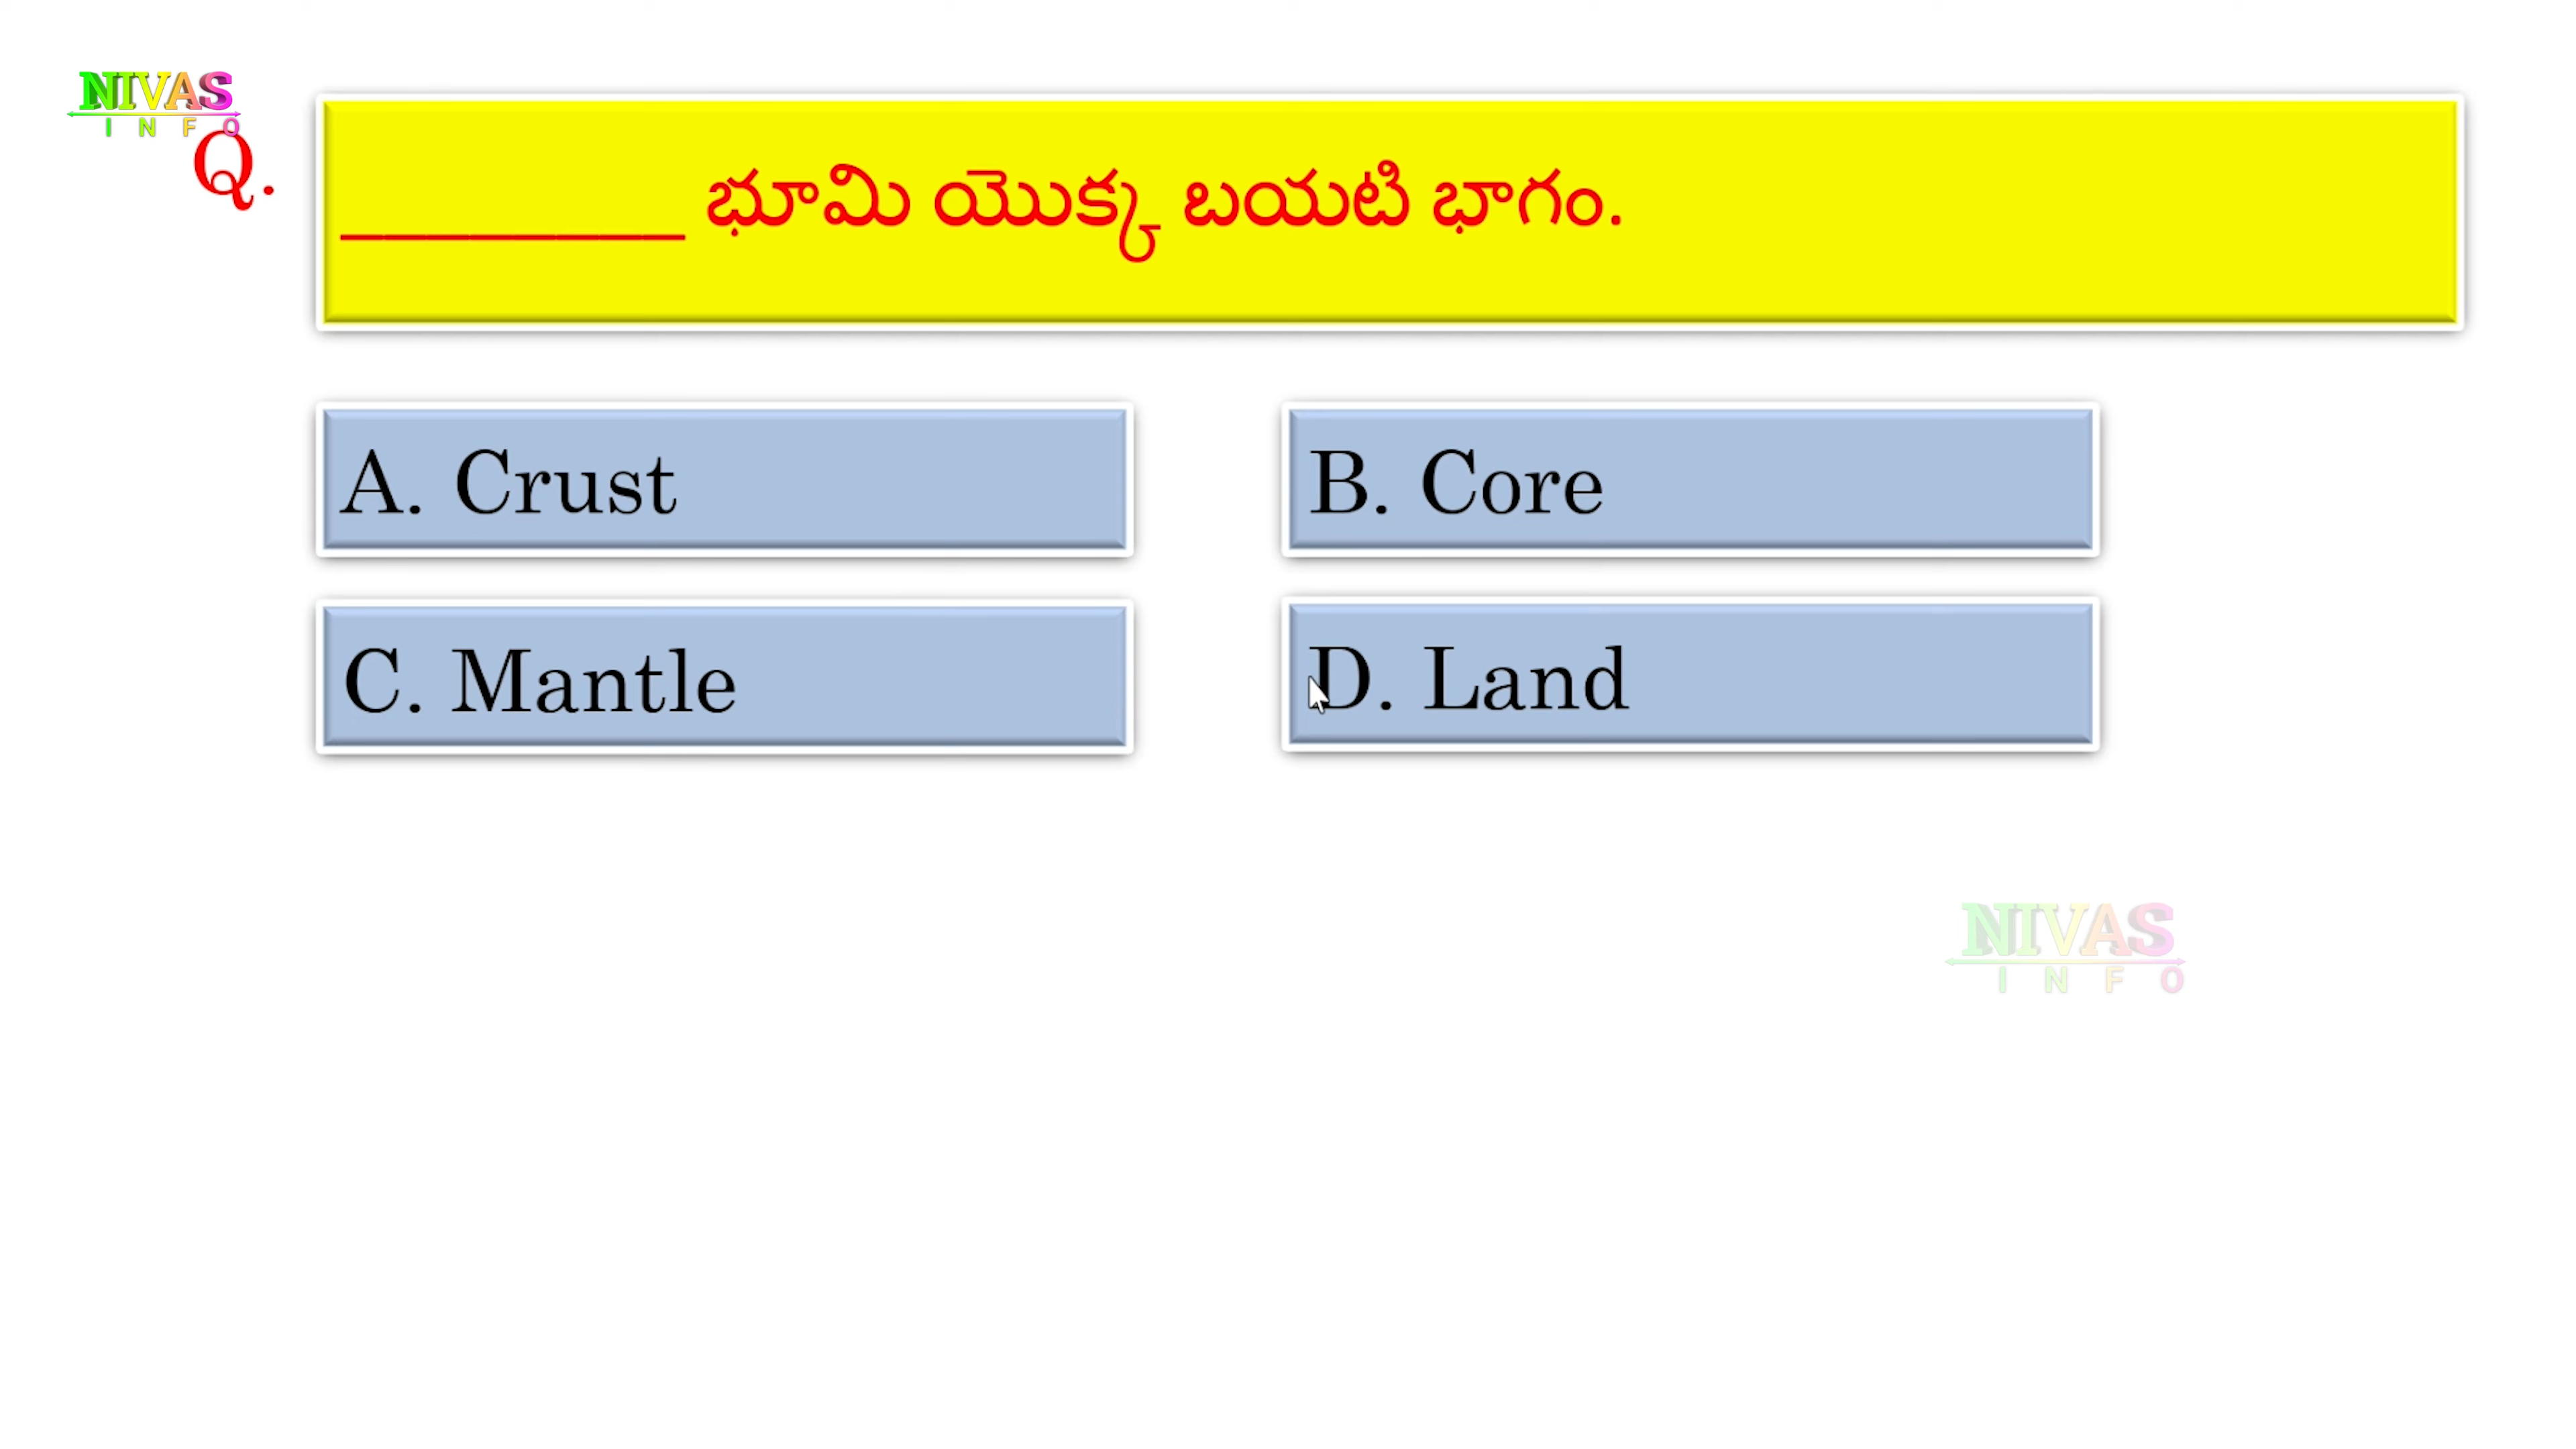 NIVAS
INFO
Q.
________ భూమి యొక్క బయటి భాగం.
A. Crust
B. Core
C. Mantle
D. Land
NIVAS
INFO